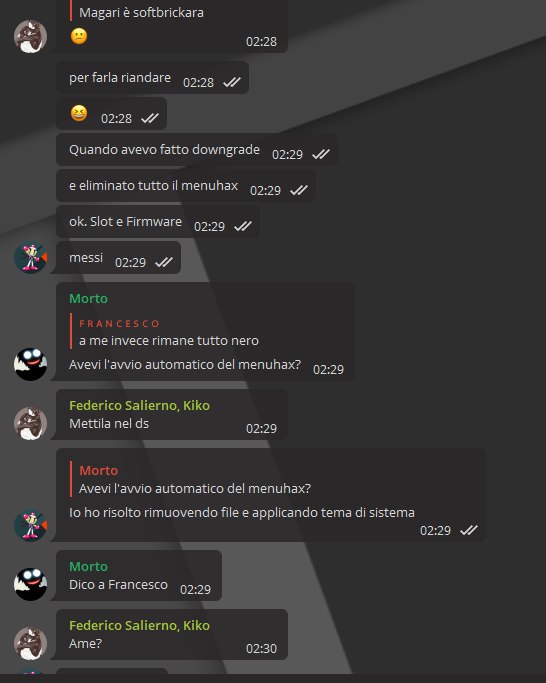 Magari è softbrickara
02:28
per farla riandare 02:28
02:28
Quando avevo fatto downgrade 02:29
e eliminato tutto il menuhax 02:29
ok. Slot e Firmware 02:29
messi 02:29
Morto
FRANCESCO
a me invece rimane tutto nero
Avevi l'avvio automatico del menuhax? 02:29
Federico Salierno, Kiko
Mettila nel ds
02:29
Morto
Avevi l'avvio automatico del menuhax?
Io ho risolto rimuovendo file e applicando tema di sistema
02:29
Morto
Dico a Francesco 02:29
Federico Salierno, Kiko
Ame?
02:30